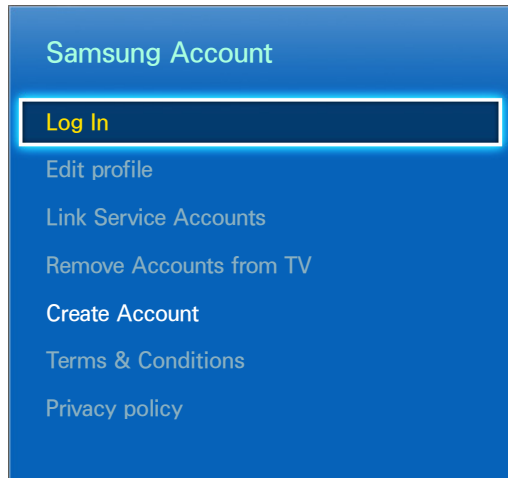 Samsung Account
Log In
Edit profile
Link Service Accounts
Remove Accounts from TV
Create Account
Terms & Conditions
Privacy policy